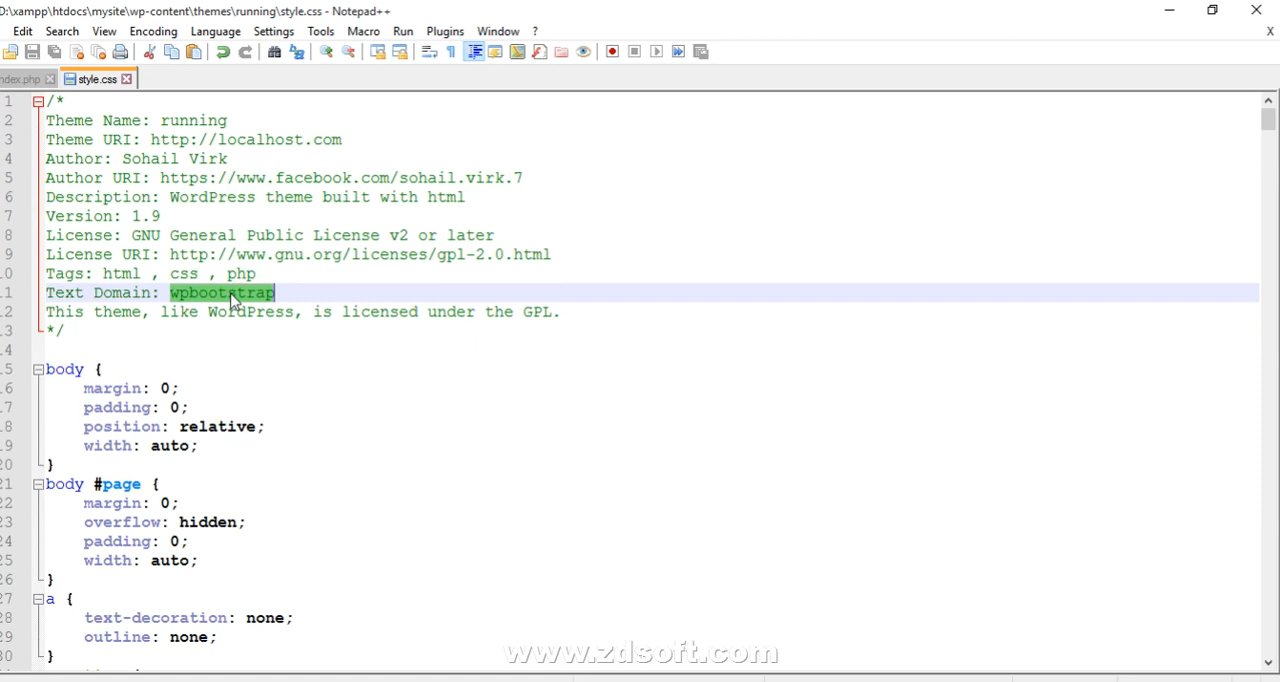 D:\xampp\htdocs\mysite\wp-content\themes\running\style.css - Notepad++
Edit Search View Encoding Language Settings Tools Macro Run Plugins Window ? X
ndex.php style.css
1 /*
2 Theme Name: running
3 Theme URI: http://localhost.com
4 Author: Sohail Virk
5 Author URI: https://www.facebook.com/sohail.virk.7
6 Description: WordPress theme built with html
7 Version: 1.9
8 License: GNU General Public License v2 or later
9 License URI: http://www.gnu.org/licenses/gpl-2.0.html
10 Tags: html , css , php
11 Text Domain: wpbootstrap
12 This theme, like WordPress, is licensed under the GPL.
13 */
14
15 body {
16 margin: 0;
17 padding: 0;
18 position: relative;
19 width: auto;
20 }
21 body #page {
22 margin: 0;
23 overflow: hidden;
24 padding: 0;
25 width: auto;
26 }
27 a {
28 text-decoration: none;
29 outline: none;
30 }
www.zdsoft.com